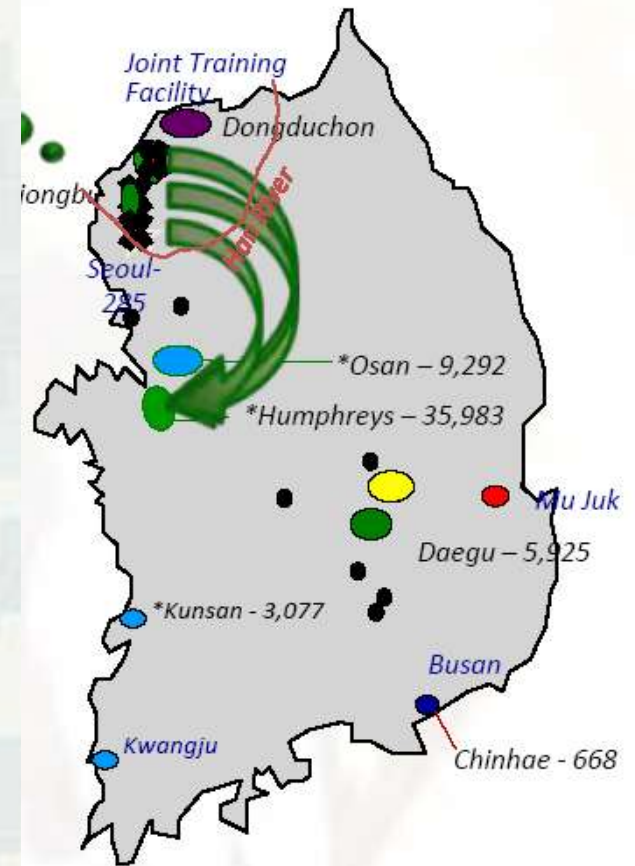 Joint Training
Facility
Dongduchon
iongbu
Han River
Seoul-
285
*Osan – 9,292
*Humphreys – 35,983
Mu Juk
Daegu – 5,925
*Kunsan - 3,077
Busan
Kwangju
Chinhae - 668